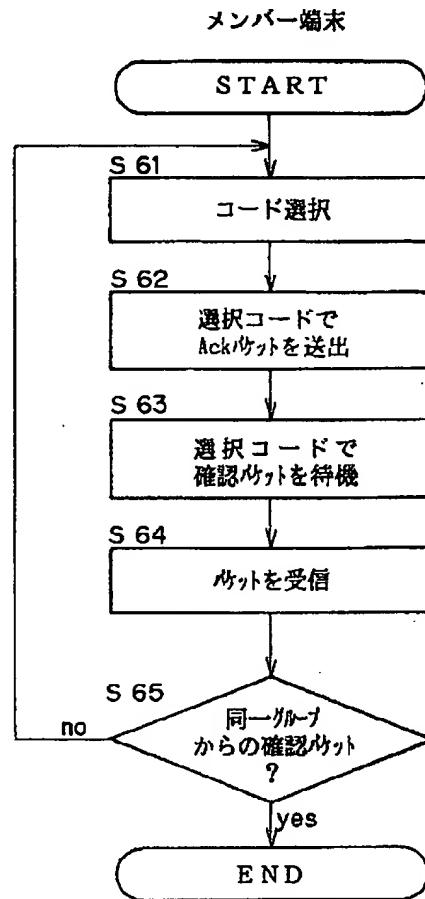 メンバー端末
START
S 61
コード選択
S 62
選択コードで
Ackパケットを送出
S 63
選択コードで
確認パケットを待機
S 64
パケットを受信
S 65
同一グループ
からの確認パケット
?
no
yes
END